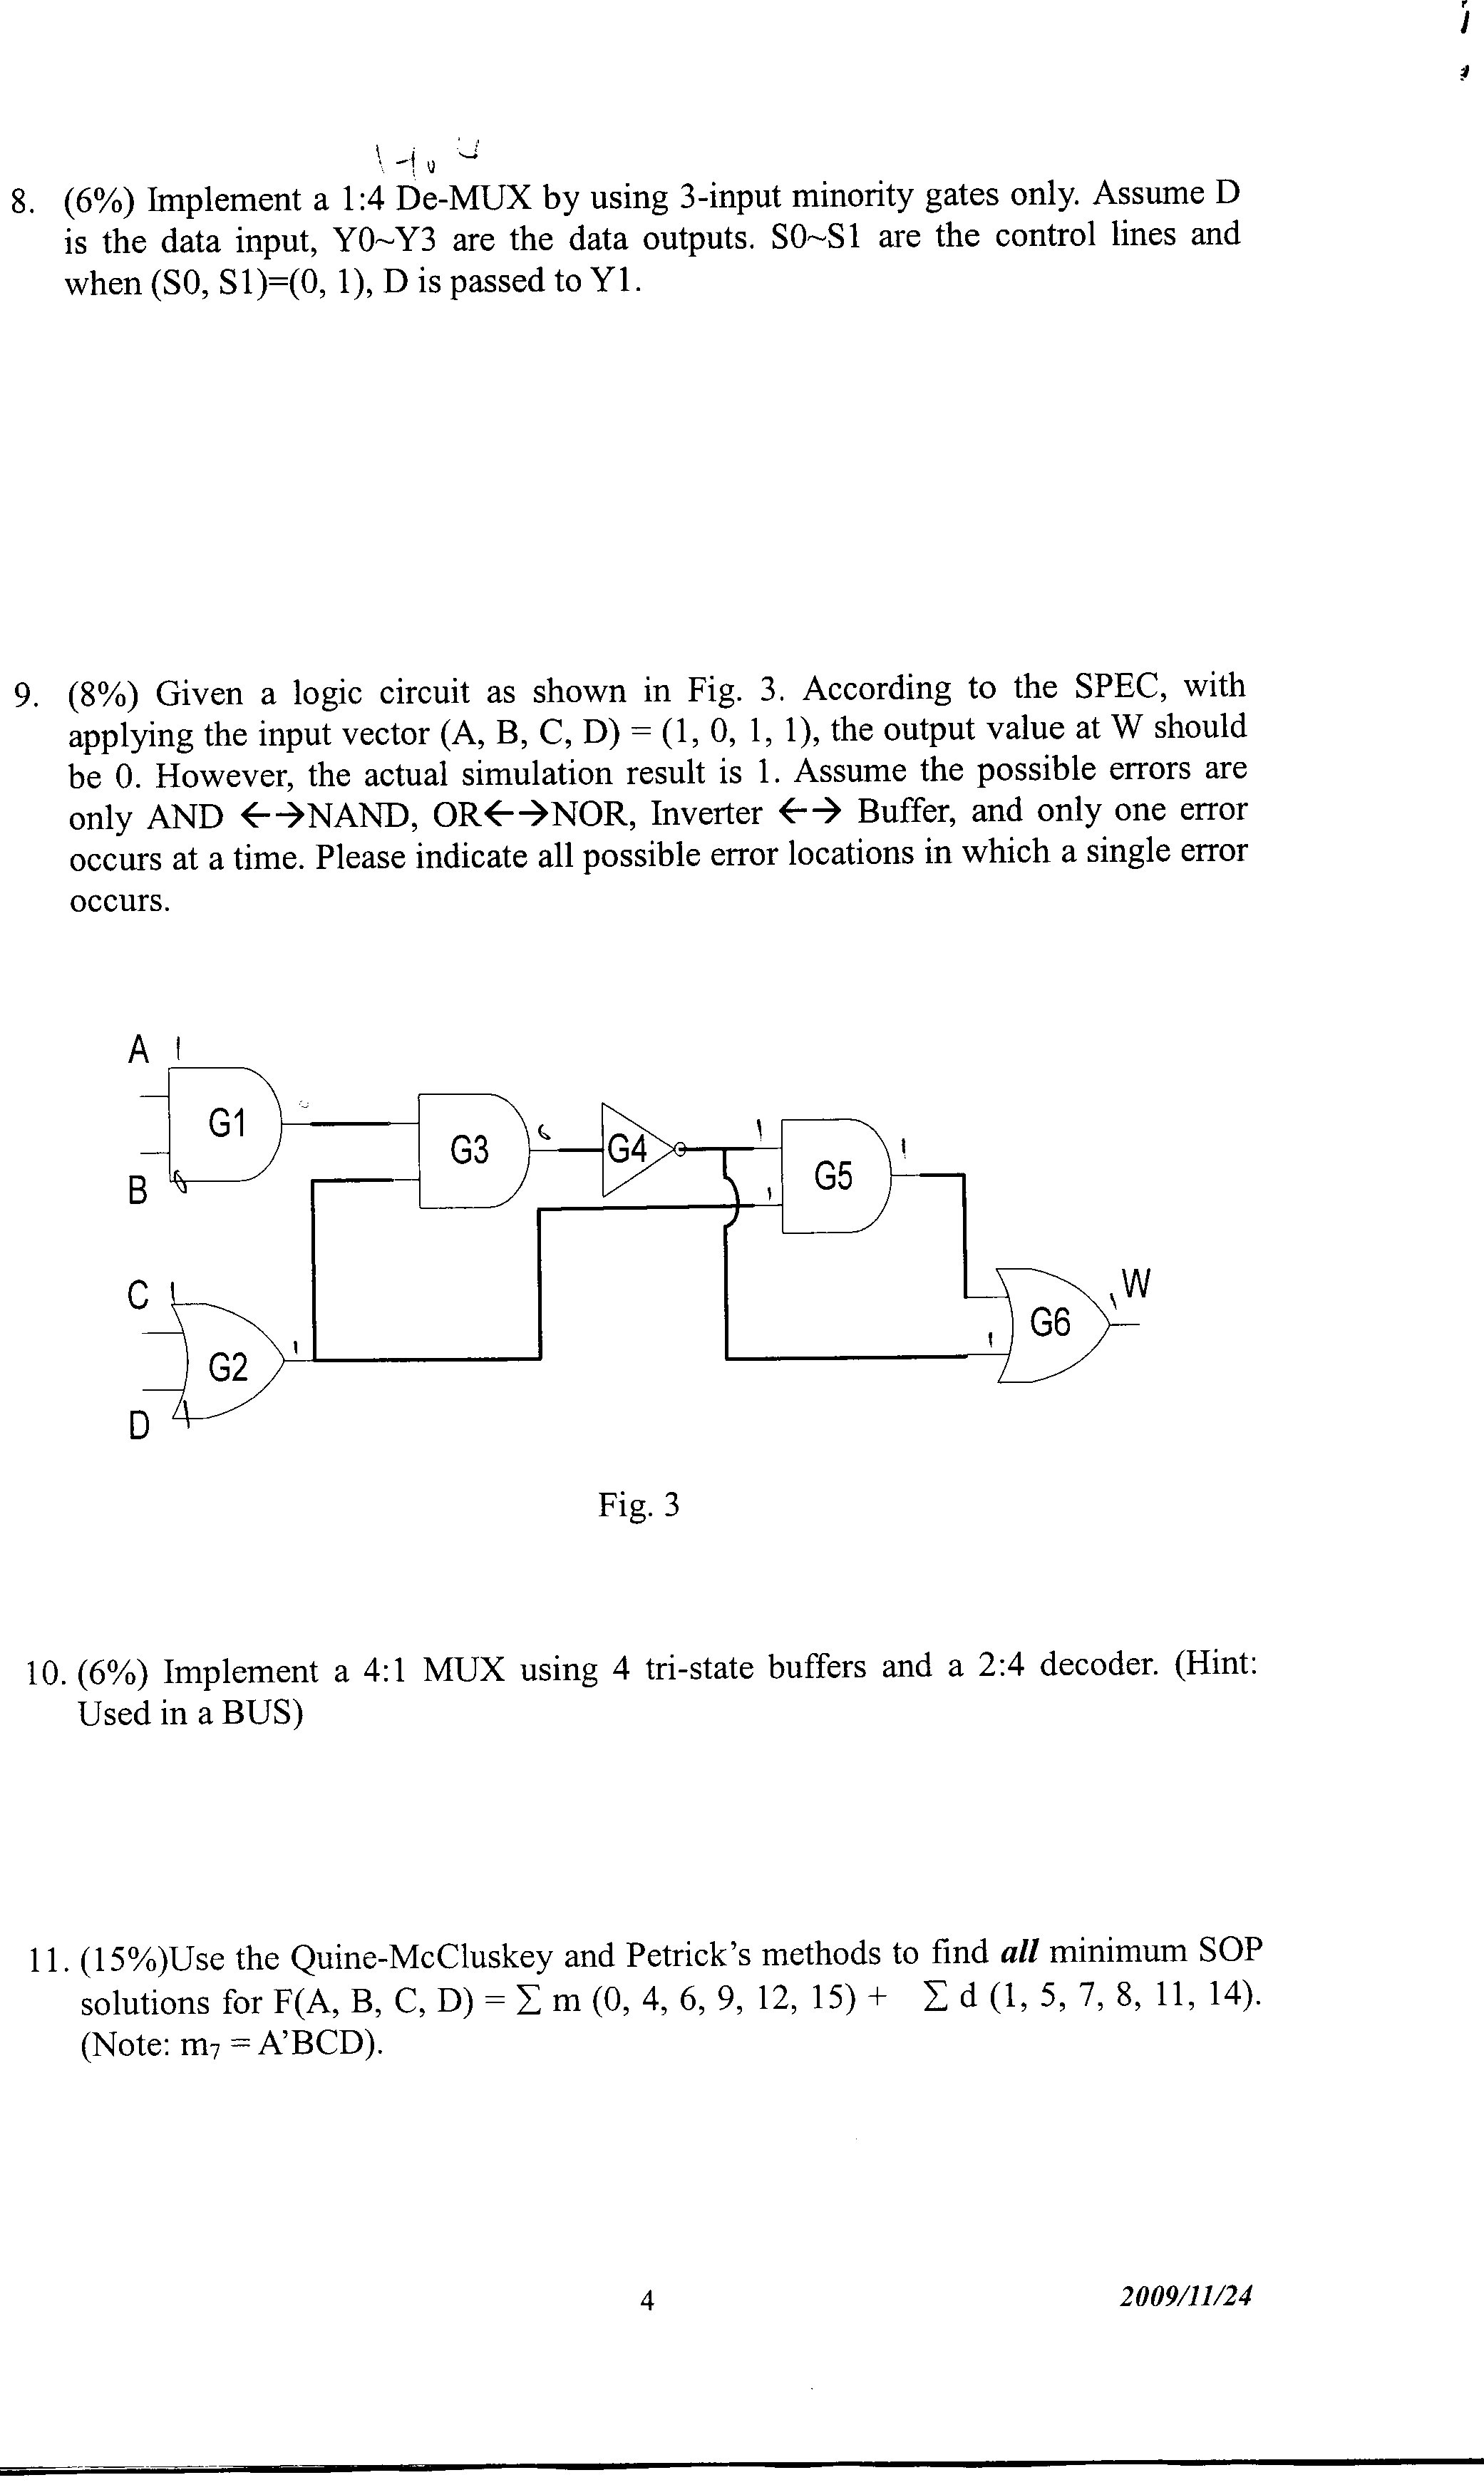 8. (6%) Implement a 1:4 De-MUX by using 3-input minority gates only. Assume D
is the data input, Y0~Y3 are the data outputs. S0~S1 are the control lines and
when (S0, S1)=(0, 1), D is passed to Y1.
9. (8%) Given a logic circuit as shown in Fig. 3. According to the SPEC, with
applying the input vector (A, B, C, D) = (1, 0, 1, 1), the output value at W should
be 0. However, the actual simulation result is 1. Assume the possible errors are
only AND ←→NAND, OR←→NOR, Inverter ←→ Buffer, and only one error
occurs at a time. Please indicate all possible error locations in which a single error
occurs.
A 1
G1
B 0
G3
G4
1
1
G5
1
C 1
G2
1
D 1
1
G6
1
W
Fig. 3
10. (6%) Implement a 4:1 MUX using 4 tri-state buffers and a 2:4 decoder. (Hint:
Used in a BUS)
11. (15%)Use the Quine-McCluskey and Petrick’s methods to find all minimum SOP
solutions for F(A, B, C, D) = ∑ m (0, 4, 6, 9, 12, 15) + ∑ d (1, 5, 7, 8, 11, 14).
(Note: m7 = A’BCD).
4
2009/11/24